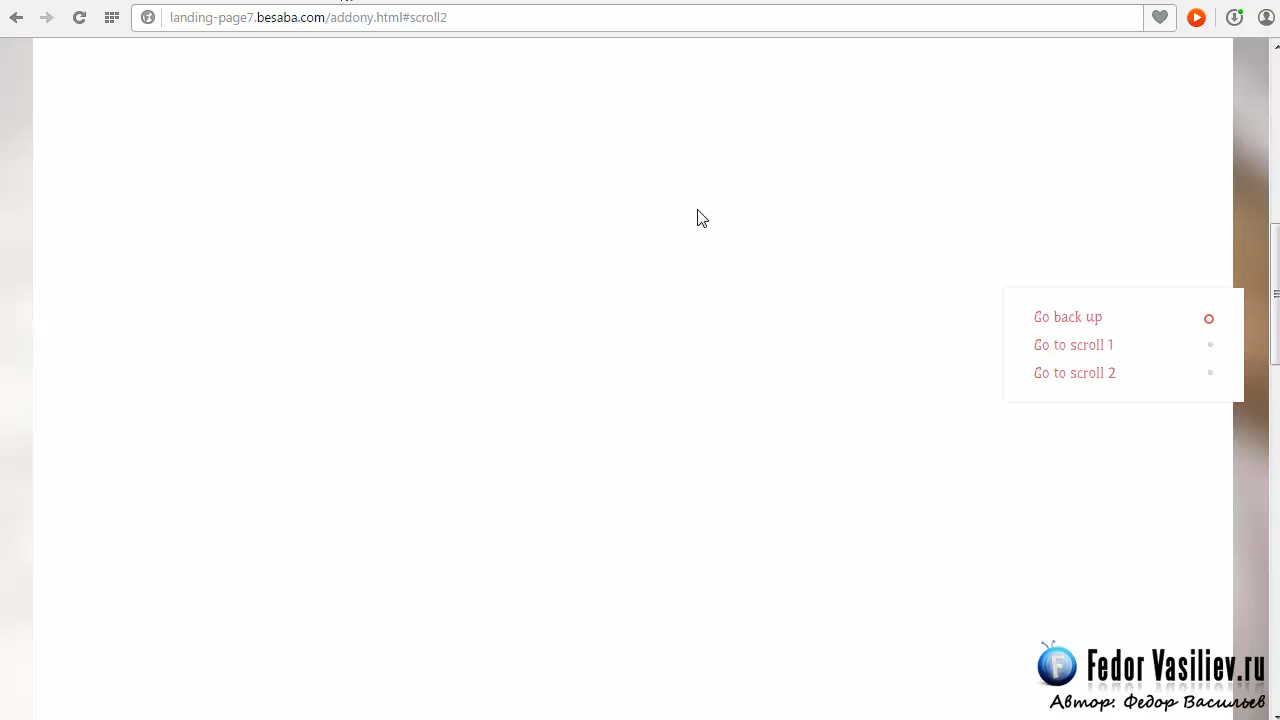 landing-page7.besaba.com/addony.html#scroll2
Go back up
Go to scroll 1
Go to scroll 2
F
Fedor Vasiliev.ru
Автор: Федор Васильев